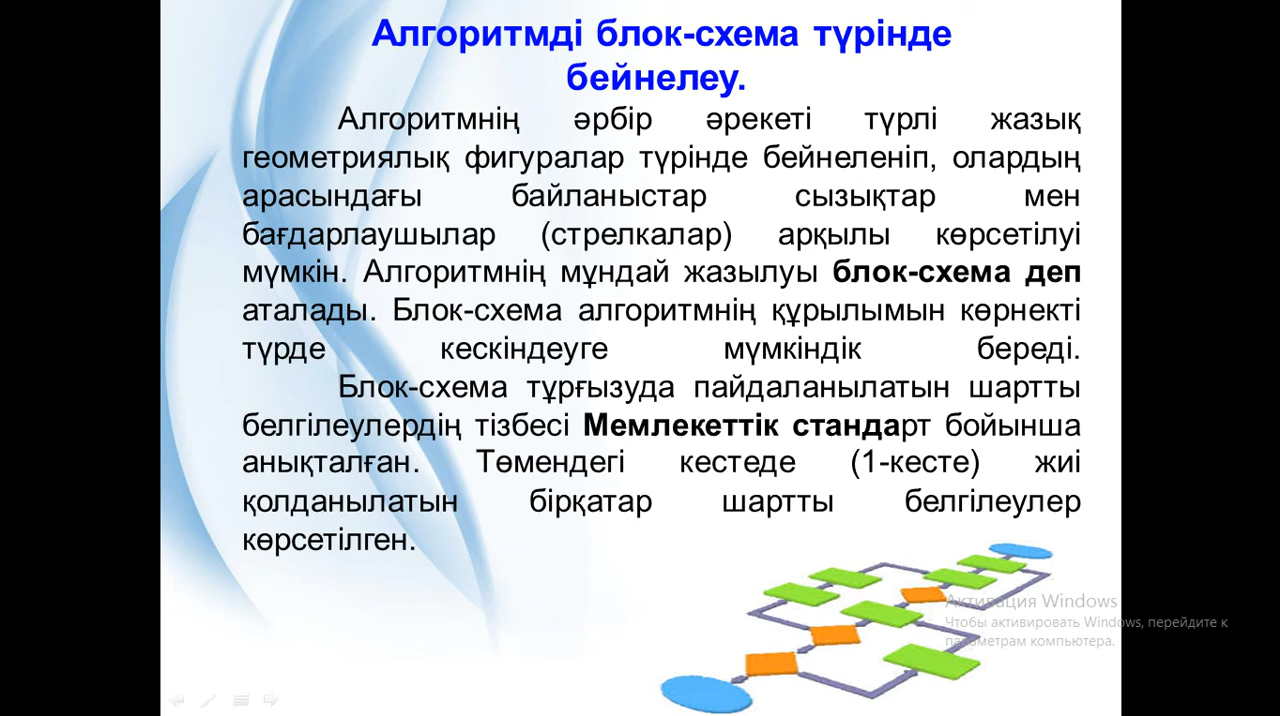 Алгоритмді блок-схема түрінде
бейнелеу.
Алгоритмнің әрбір әрекеті түрлі жазық
геометриялық фигуралар түрінде бейнеленіп, олардың
арасындағы байланыстар сызықтар мен
бағдарлаушылар (стрелкалар) арқылы көрсетілуі
мүмкін. Алгоритмнің мұндай жазылуы блок-схема деп
аталады. Блок-схема алгоритмнің құрылымын көрнекті
түрде кескіндеуге мүмкіндік береді.
Блок-схема тұрғызуда пайдаланылатын шартты
белгілеулердің тізбесі Мемлекеттік стандарт бойынша
анықталған. Төмендегі кестеде (1-кесте) жиі
қолданылатын бірқатар шартты белгілеулер
көрсетілген.
Активация Windows
Чтобы активировать Windows, перейдите к
параметрам компьютера.